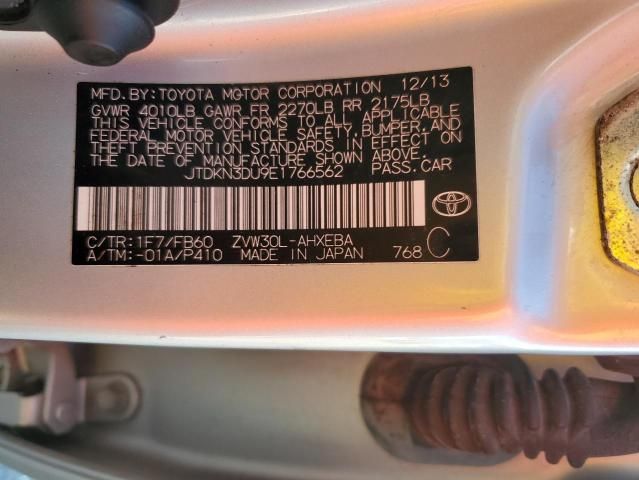 MFD.BY:TOYOTA MOTOR CORPORATION 12/13
GVWR 4010LB GAWR FR 2270LB RR 2175LB
THIS VEHICLE CONFORMS TO ALL APPLICABLE
FEDERAL MOTOR VEHICLE SAFETY, BUMPER, AND
THEFT PREVENTION STANDARDS IN EFFECT ON
THE DATE OF MANUFACTURE SHOWN ABOVE.
JTDKN3DU9E1766562 PASS.CAR
C/TR:1F7/FB60 ZVW30L-AHXEBA
A/TM:-01A/P410 MADE IN JAPAN 768 C
TOYOTA